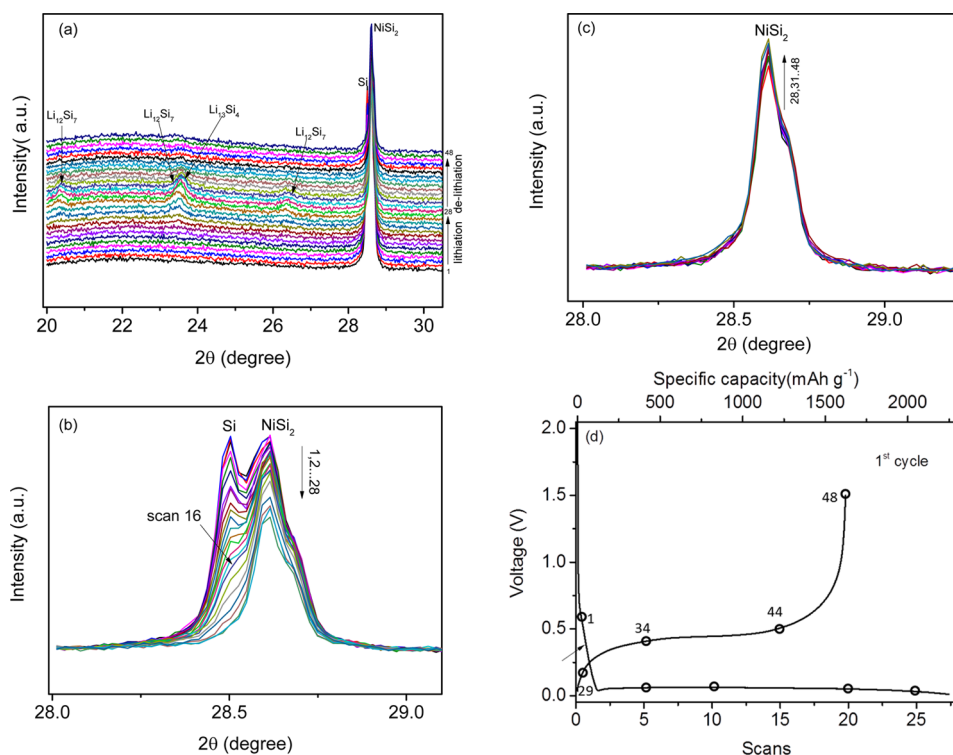 (a)
NiSi₂
Si
Li₁₂Si₇
Li₁₂Si₇
Li₁₃Si₄
Li₁₂Si₇
48
28
1
lithiation
de-lithiation
Intensity( a.u.)
20 22 24 26 28 30
2θ (degree)
(c)
NiSi₂
28,31..48
Intensity (a.u.)
28.0 28.5 29.0
2θ (degree)
(b)
Si
NiSi₂
1,2...28
scan 16
Intensity (a.u.)
28.0 28.5 29.0
2θ (degree)
Specific capacity(mAh g⁻¹)
0 400 800 1200 1600 2000
(d)
1ˢᵗ cycle
2.0
1.5
1.0
0.5
0.0
Voltage (V)
48
44
34
1
29
0 5 10 15 20 25
Scans